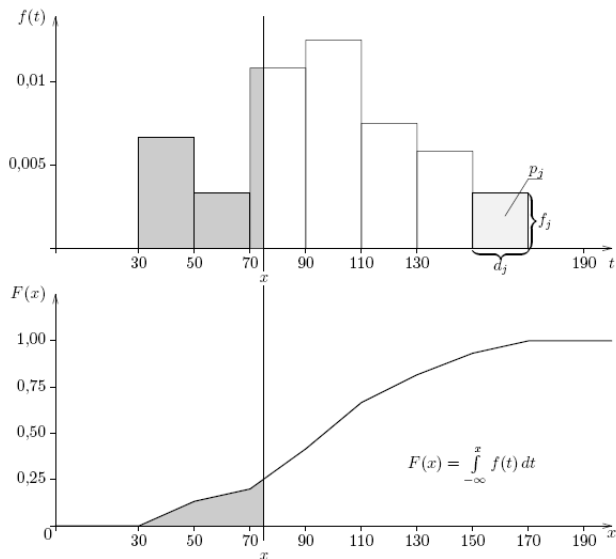 f(t)
0,01
0,005
p_j
f_j
d_j
30 50 70 90 110 130 190 t
x
F(x)
1,00
0,75
0,50
0,25
0
F(x) = ∫_{-∞}^{x} f(t) dt
30 50 70 90 110 130 150 170 190 x
x